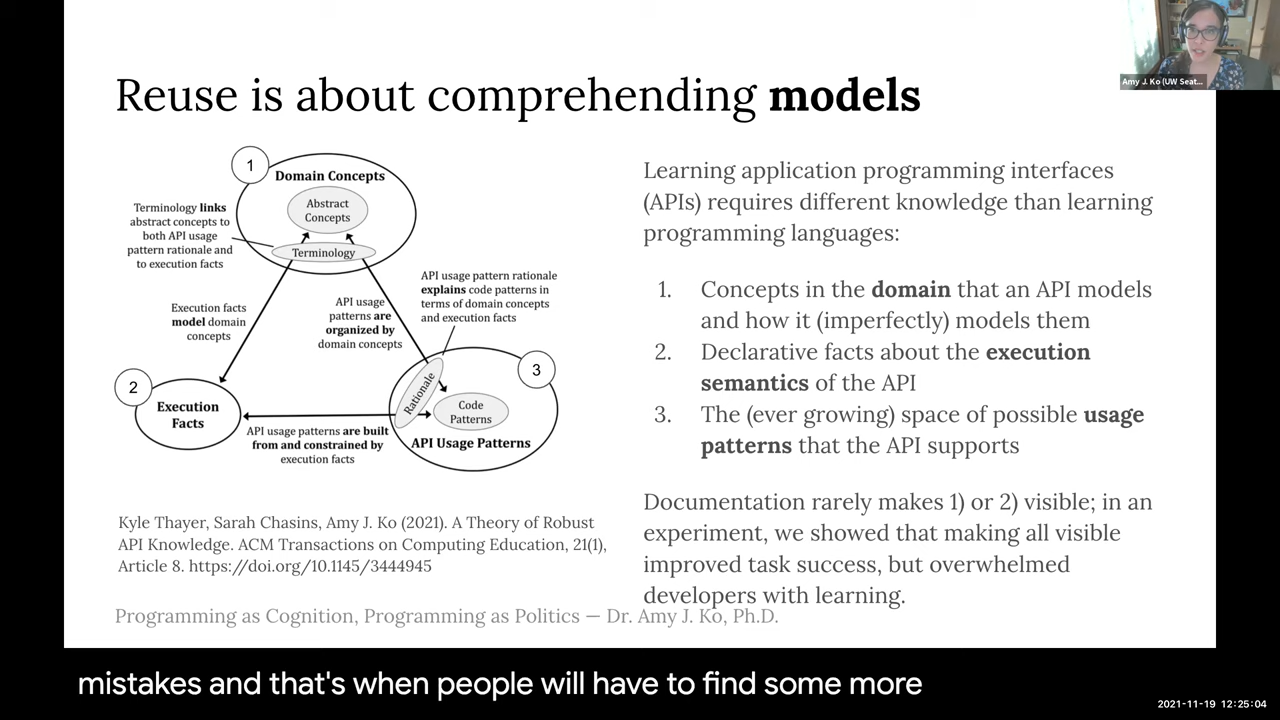 Reuse is about comprehending models
Amy J. Ko (UW Seat...
1
Domain Concepts
Abstract
Concepts
Terminology
Terminology links
abstract concepts to
both API usage
pattern rationale and
to execution facts
Execution facts
model domain
concepts
API usage
patterns are
organized by
domain concepts
API usage pattern rationale
explains code patterns in
terms of domain concepts
and execution facts
2
Execution
Facts
3
Rationale
Code
Patterns
API Usage Patterns
API usage patterns are built
from and constrained by
execution facts
Kyle Thayer, Sarah Chasins, Amy J. Ko (2021). A Theory of Robust
API Knowledge. ACM Transactions on Computing Education, 21(1),
Article 8. https://doi.org/10.1145/3444945
Learning application programming interfaces
(APIs) requires different knowledge than learning
programming languages:
1. Concepts in the domain that an API models
and how it (imperfectly) models them
2. Declarative facts about the execution
semantics of the API
3. The (ever growing) space of possible usage
patterns that the API supports
Documentation rarely makes 1) or 2) visible; in an
experiment, we showed that making all visible
improved task success, but overwhelmed
developers with learning.
Programming as Cognition, Programming as Politics — Dr. Amy J. Ko, Ph.D.
mistakes and that's when people will have to find some more
2021-11-19 12:25:04